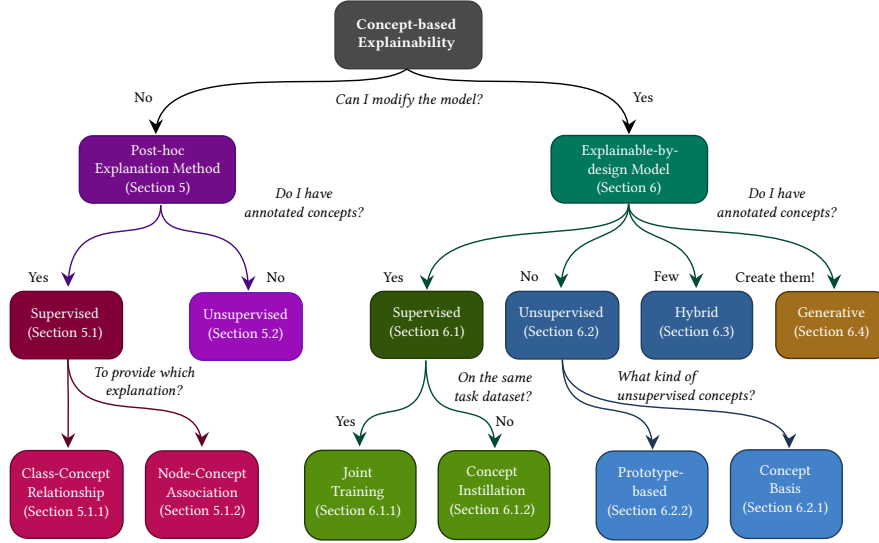 Concept-based
Explainability
No
Can I modify the model?
Yes
Post-hoc
Explanation Method
(Section 5)
Explainable-by-
design Model
(Section 6)
Do I have
annotated concepts?
Do I have
annotated concepts?
Yes
No
Yes
No
Few
Create them!
Supervised
(Section 5.1)
Unsupervised
(Section 5.2)
Supervised
(Section 6.1)
Unsupervised
(Section 6.2)
Hybrid
(Section 6.3)
Generative
(Section 6.4)
To provide which
explanation?
On the same
task dataset?
What kind of
unsupervised concepts?
Yes
No
Class-Concept
Relationship
(Section 5.1.1)
Node-Concept
Association
(Section 5.1.2)
Joint
Training
(Section 6.1.1)
Concept
Instillation
(Section 6.1.2)
Prototype-
based
(Section 6.2.2)
Concept
Basis
(Section 6.2.1)